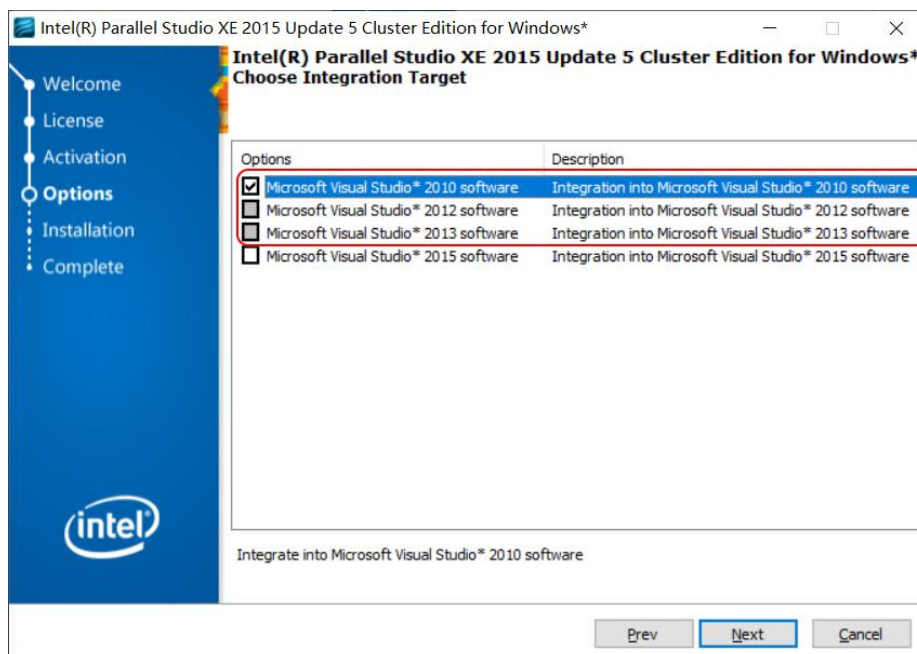 Intel(R) Parallel Studio XE 2015 Update 5 Cluster Edition for Windows*
Intel(R) Parallel Studio XE 2015 Update 5 Cluster Edition for Windows*
Choose Integration Target
Welcome
License
Activation
Options
Installation
Complete
Options Description
Microsoft Visual Studio* 2010 software Integration into Microsoft Visual Studio* 2010 software
Microsoft Visual Studio* 2012 software Integration into Microsoft Visual Studio* 2012 software
Microsoft Visual Studio* 2013 software Integration into Microsoft Visual Studio* 2013 software
Microsoft Visual Studio* 2015 software Integration into Microsoft Visual Studio* 2015 software
intel
Integrate into Microsoft Visual Studio* 2010 software
Prev Next Cancel